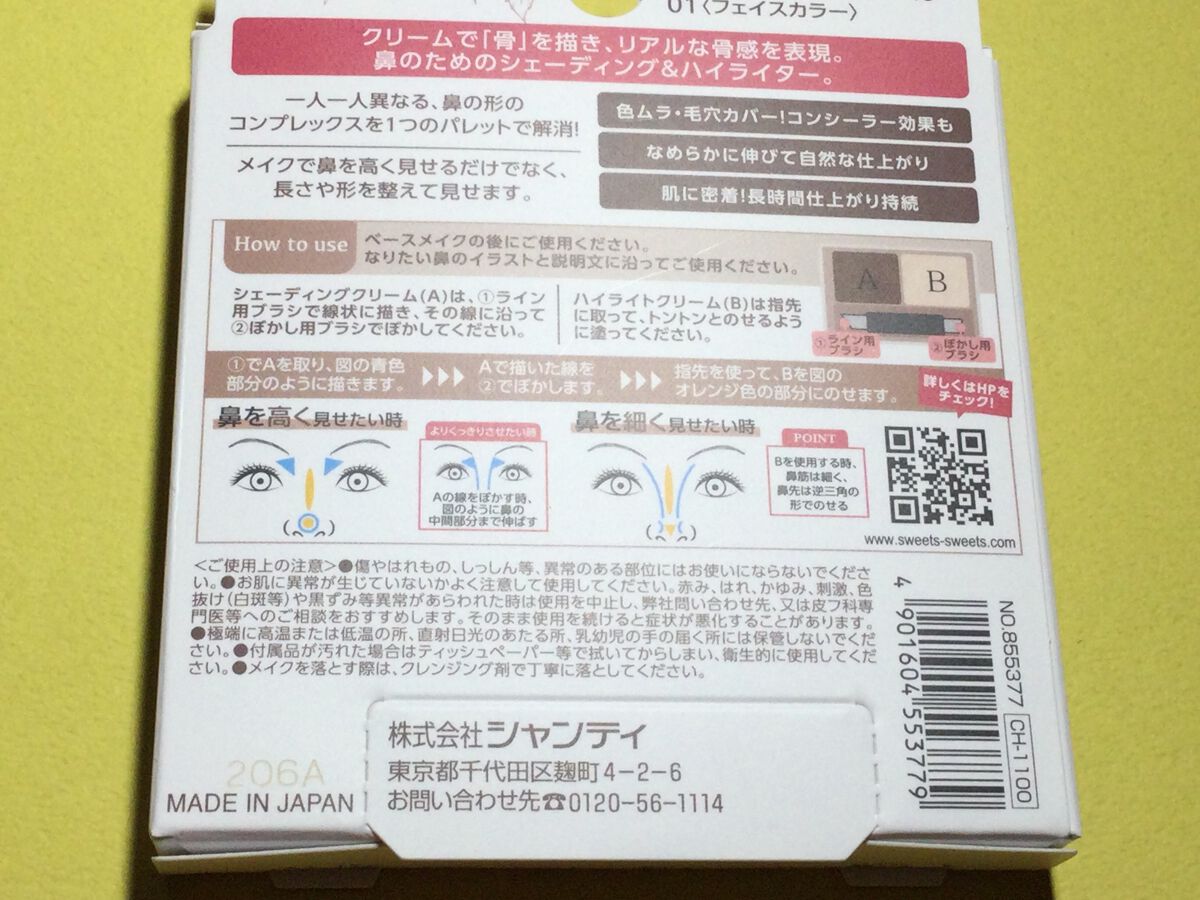 01〈フェイスカラー〉
クリームで「骨」を描き、リアルな骨感を表現。
鼻のためのシェーディング&ハイライター。
一人一人異なる、鼻の形の
コンプレックスを1つのパレットで解消!
メイクで鼻を高く見せるだけでなく、
長さや形を整えて見せます。
色ムラ・毛穴カバー!コンシーラー効果も
なめらかに伸びて自然な仕上がり
肌に密着!長時間仕上がり持続
How to use
ベースメイクの後にご使用ください。
なりたい鼻のイラストと説明文に沿ってご使用ください。
シェーディングクリーム(A)は、①ライン
用ブラシで線状に描き、その線に沿って
②ぼかし用ブラシでぼかしてください。
ハイライトクリーム(B)は指先
に取って、トントンとのせるよう
に塗ってください。
A
B
①ライン用
ブラシ
②ぼかし用
ブラシ
①でAを取り、図の青色
部分のように描きます。
Aで描いた線を
②でぼかします。
指先を使って、Bを図の
オレンジ色の部分にのせます。
詳しくはHPを
チェック!
鼻を高く見せたい時
よりくっきりさせたい時
Aの線をぼかす時、
図のように鼻の
中間部分まで伸ばす
鼻を細く見せたい時
POINT
Bを使用する時、
鼻筋は細く、
鼻先は逆三角の
形でのせる
www.sweets-sweets.com
<ご使用上の注意>●傷やはれもの、しっしん等、異常のある部位にはお使いにならないでくださ
い。●お肌に異常が生じていないかよく注意して使用してください。赤み、はれ、かゆみ、刺激、色
抜け(白斑等)や黒ずみ等異常があらわれた時は使用を中止し、弊社問い合わせ先、又は皮フ科専
門医等へのご相談をおすすめします。そのまま使用を続けると症状が悪化することがあります。
●極端に高温または低温の所、直射日光のあたる所、乳幼児の手の届く所には保管しないでくだ
さい。●付属品が汚れた場合はティッシュペーパー等で拭いてからしまい、衛生的に使用してくだ
さい。●メイクを落とす際は、クレンジング剤で丁寧に落としてください。
4 901604 553779
NO.855377
CH-1100
206A
MADE IN JAPAN
株式会社シャンティ
東京都千代田区麹町4-2-6
お問い合わせ先☎0120-56-1114